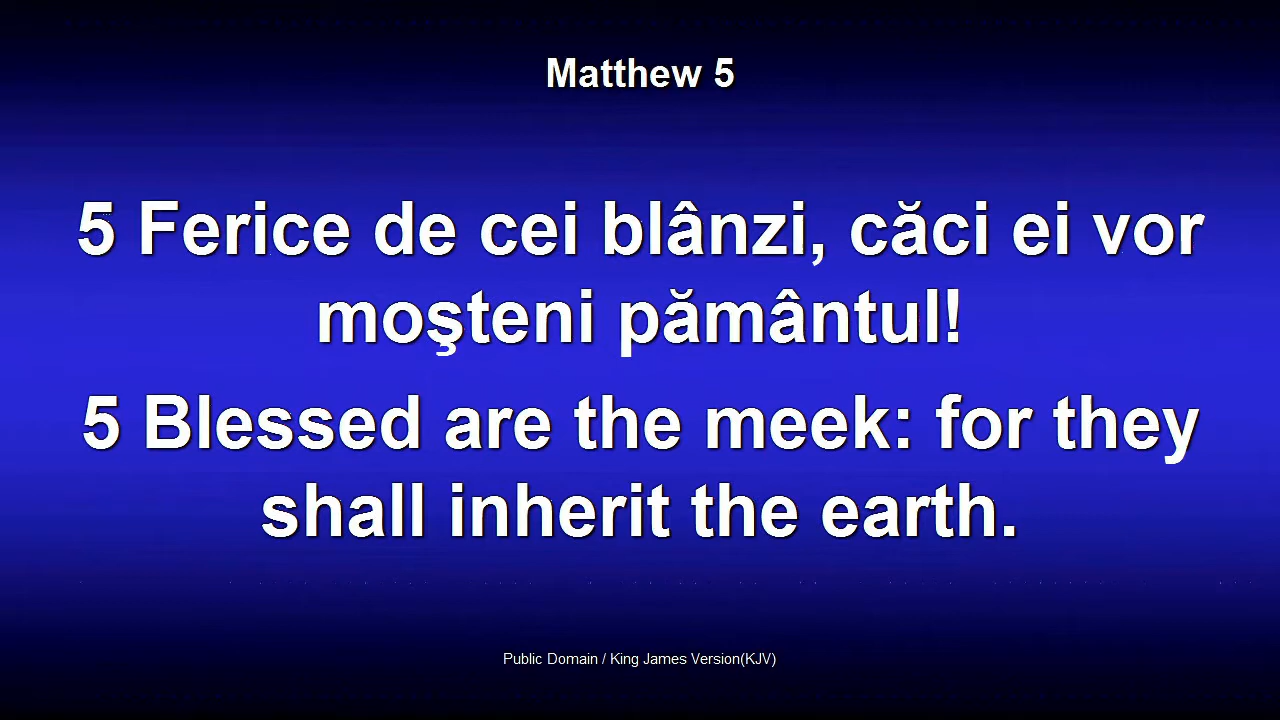 Matthew 5
5 Ferice de cei blânzi, căci ei vor
moşteni pământul!
5 Blessed are the meek: for they
shall inherit the earth.
Public Domain / King James Version(KJV)